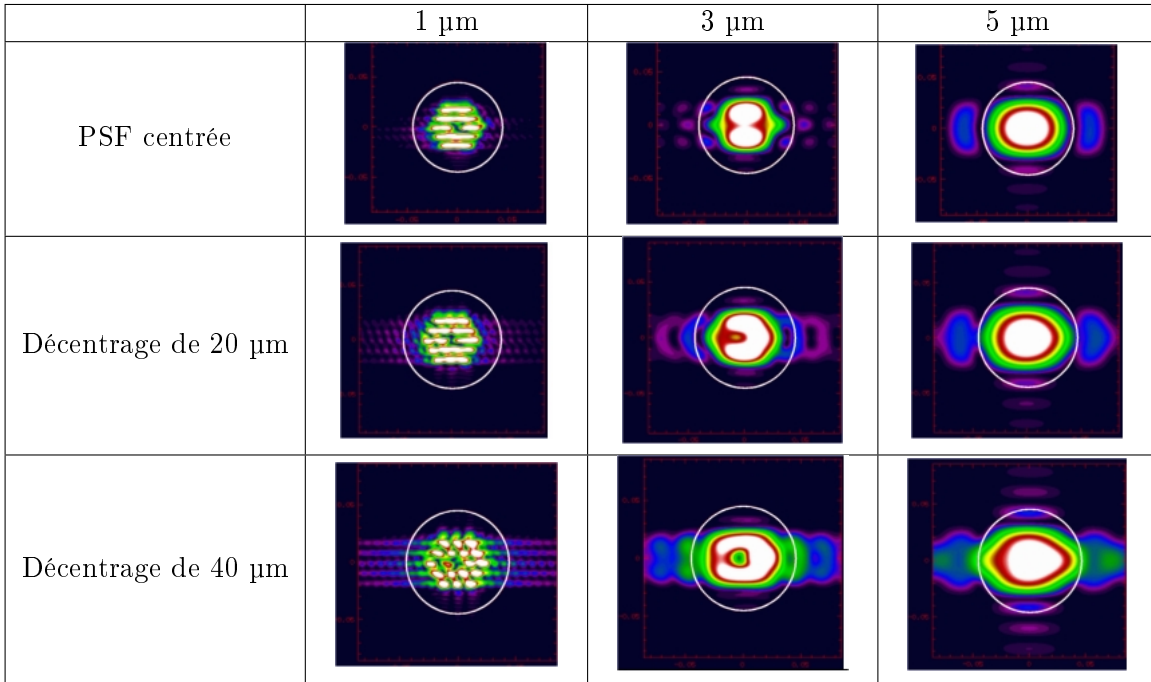 1 µm 3 µm 5 µm
PSF centrée
Décentrage de 20 µm
Décentrage de 40 µm